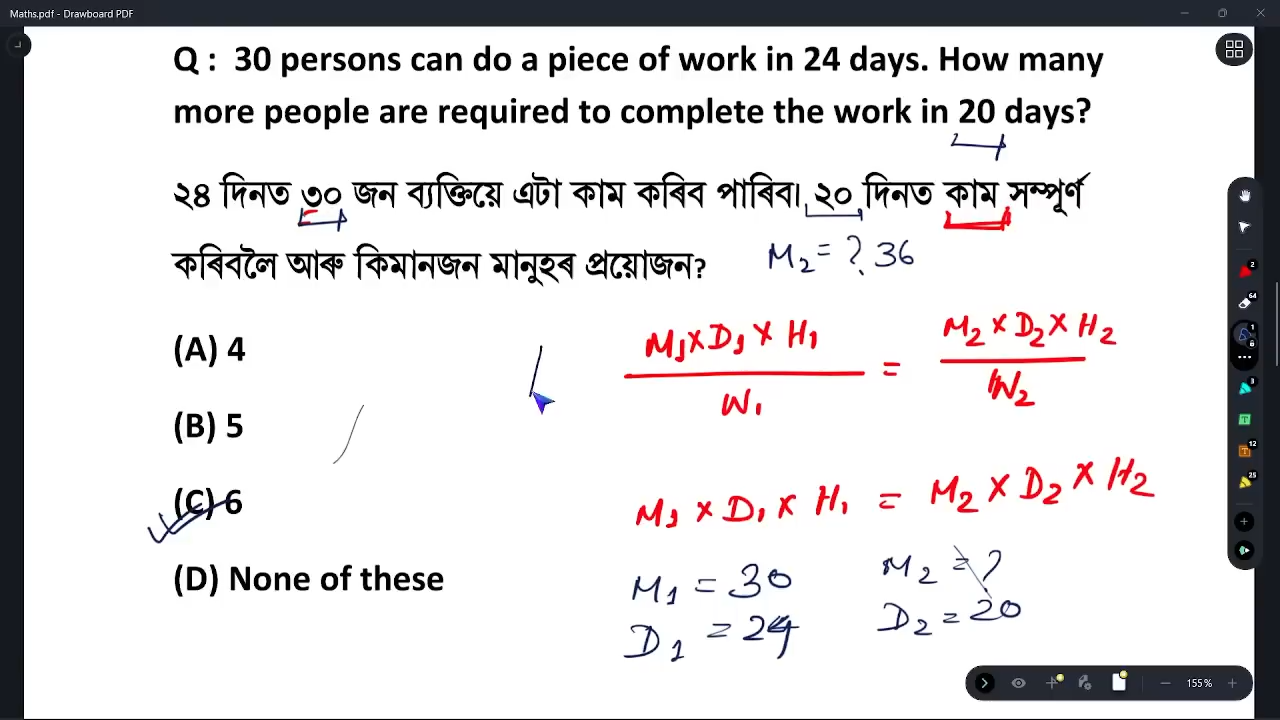 Maths.pdf - Drawboard PDF
Q : 30 persons can do a piece of work in 24 days. How many
more people are required to complete the work in 20 days?
২৪ দিনত ৩০ জন ব্যক্তিয়ে এটা কাম কৰিব পাৰিব৷ ২০ দিনত কাম সম্পূৰ্ণ
কৰিবলৈ আৰু কিমানজন মানুহৰ প্ৰয়োজন?
M₂ = ? 36
(A) 4
(B) 5
(C) 6
(D) None of these
M₁ × D₁ × H₁ / W₁ = M₂ × D₂ × H₂ / W₂
M₁ × D₁ × H₁ = M₂ × D₂ × H₂
M₁ = 30 M₂ = ?
D₁ = 24 D₂ = 20
155%